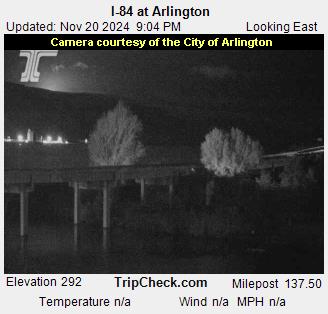 I-84 at Arlington
Updated: Nov 20 2024 9:04 PM Looking East
Camera courtesy of the City of Arlington
Elevation 292 TripCheck.com Milepost 137.50
Temperature n/a Wind n/a MPH n/a